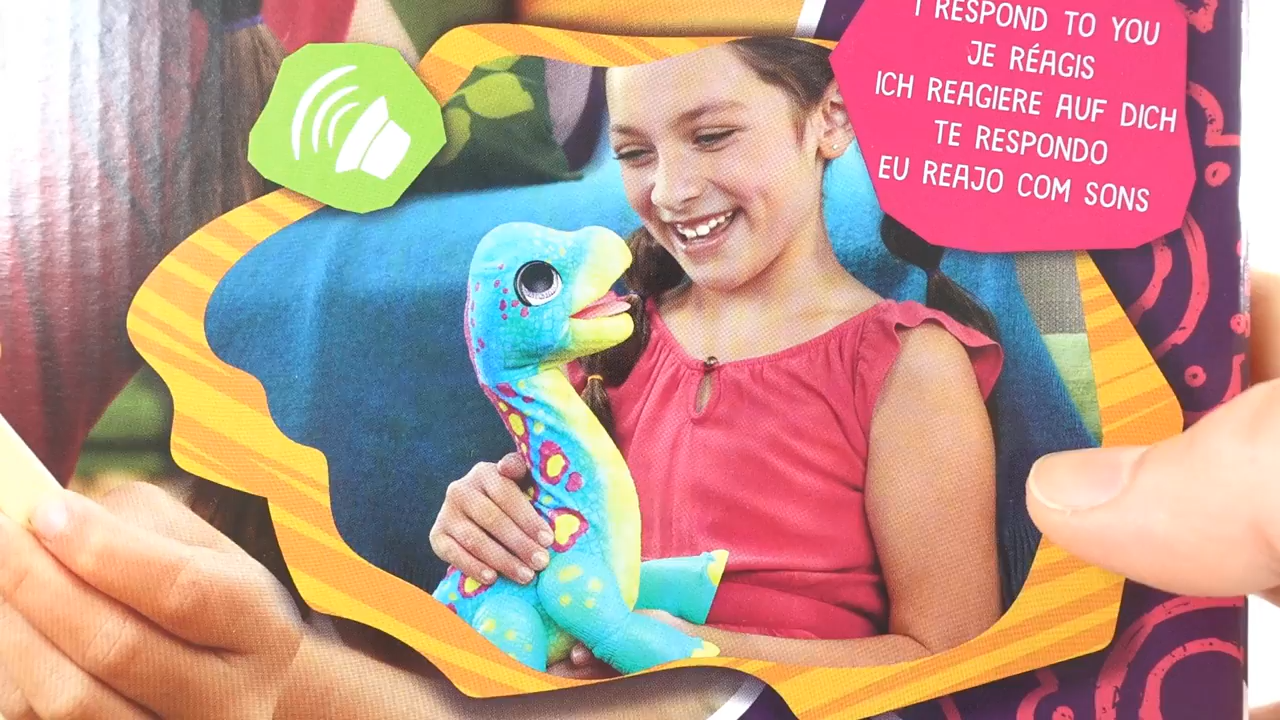 I RESPOND TO YOU
JE RÉAGIS
ICH REAGIERE AUF DICH
TE RESPONDO
EU REAJO COM SONS